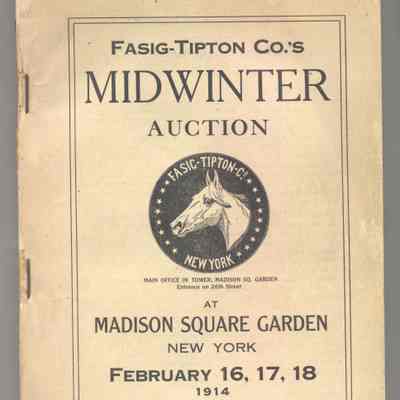 FASIG-TIPTON CO.'S
MIDWINTER
AUCTION
FASIG-TIPTON-CO.
NEW YORK
MAIN OFFICE IN TOWER, MADISON SQ. GARDEN
Entrance on 26th Street
AT
MADISON SQUARE GARDEN
NEW YORK
FEBRUARY 16, 17, 18
1914